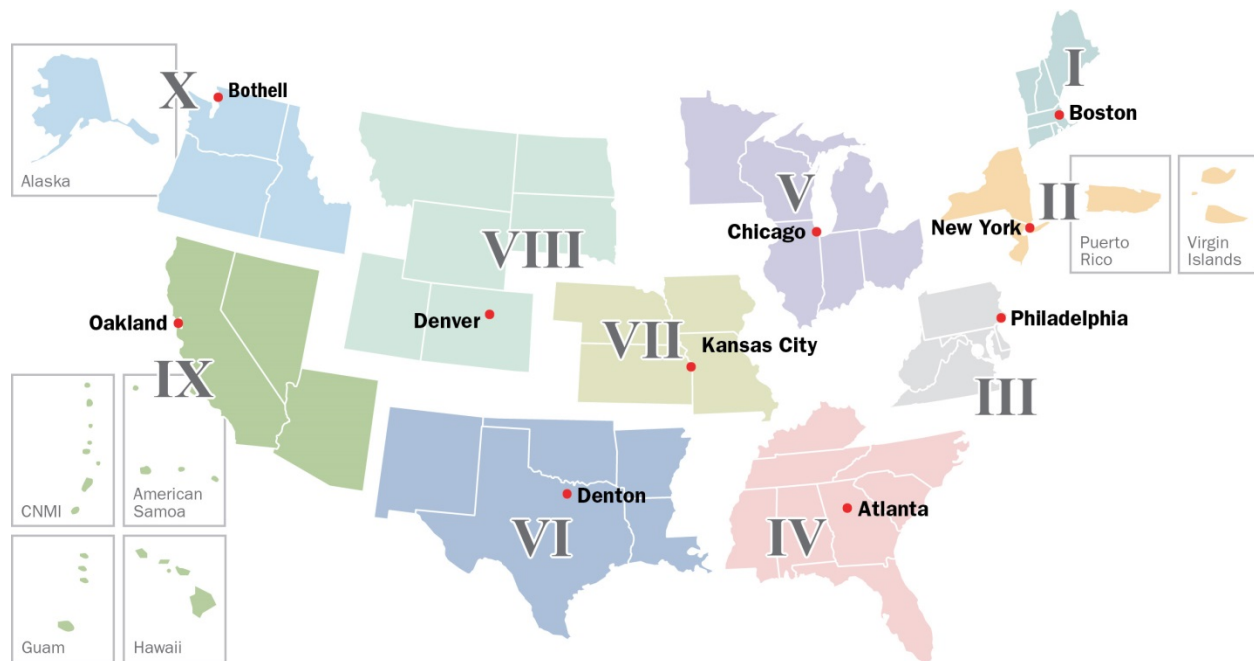 I
X
Bothell
Boston
Alaska
V
II
VIII
Chicago
New York
Puerto
Rico
Virgin
Islands
Oakland
Denver
VII
Kansas City
Philadelphia
IX
III
CNMI
American
Samoa
Denton
Atlanta
VI
IV
Guam
Hawaii